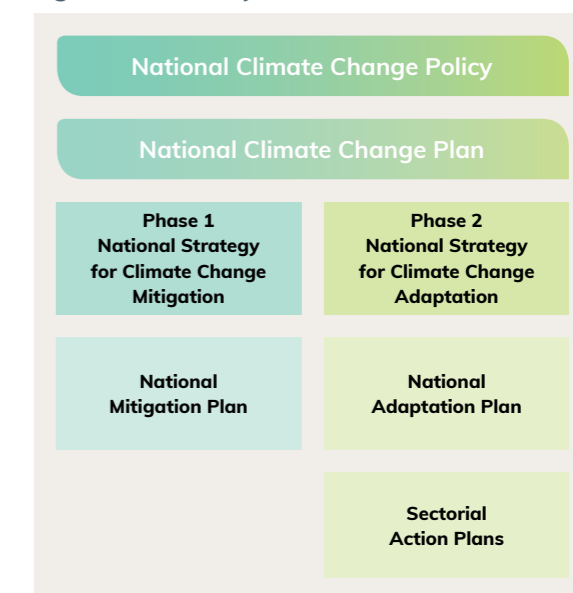 National Climate Change Policy
National Climate Change Plan
Phase 1
National Strategy
for Climate Change
Mitigation
Phase 2
National Strategy
for Climate Change
Adaptation
National
Mitigation Plan
National
Adaptation Plan
Sectorial
Action Plans